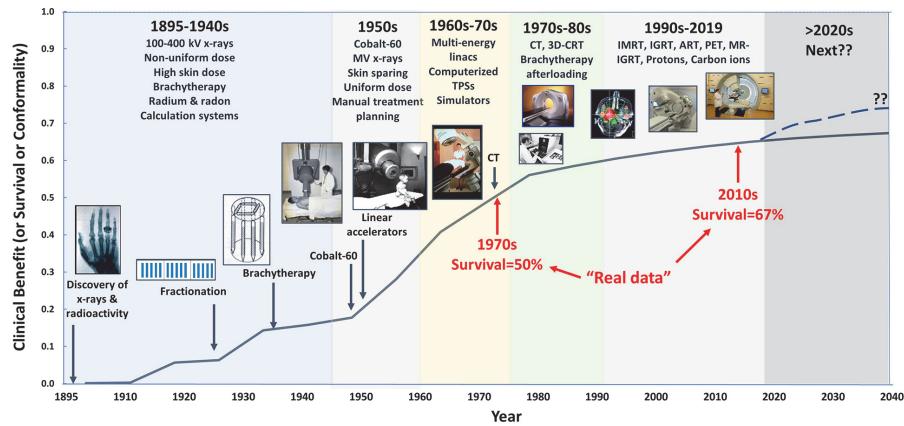 1895-1940s
100-400 kV x-rays
Non-uniform dose
High skin dose
Brachytherapy
Radium & radon
Calculation systems
1950s
Cobalt-60
MV x-rays
Skin sparing
Uniform dose
Manual treatment
planning
1960s-70s
Multi-energy
linacs
Computerized
TPSs
Simulators
1970s-80s
CT, 3D-CRT
Brachytherapy
afterloading
1990s-2019
IMRT, IGRT, ART, PET, MR-
IGRT, Protons, Carbon ions
>2020s
Next??
??
CT
Linear
accelerators
Cobalt-60
Brachytherapy
Fractionation
Discovery of
x-rays &
radioactivity
1970s
Survival=50%
"Real data"
2010s
Survival=67%
Clinical Benefit (or Survival or Conformality)
1.0
0.9
0.8
0.7
0.6
0.5
0.4
0.3
0.2
0.1
0.0
1895 1910 1920 1930 1940 1950 1960 1970 1980 1990 2000 2010 2020 2030 2040
Year